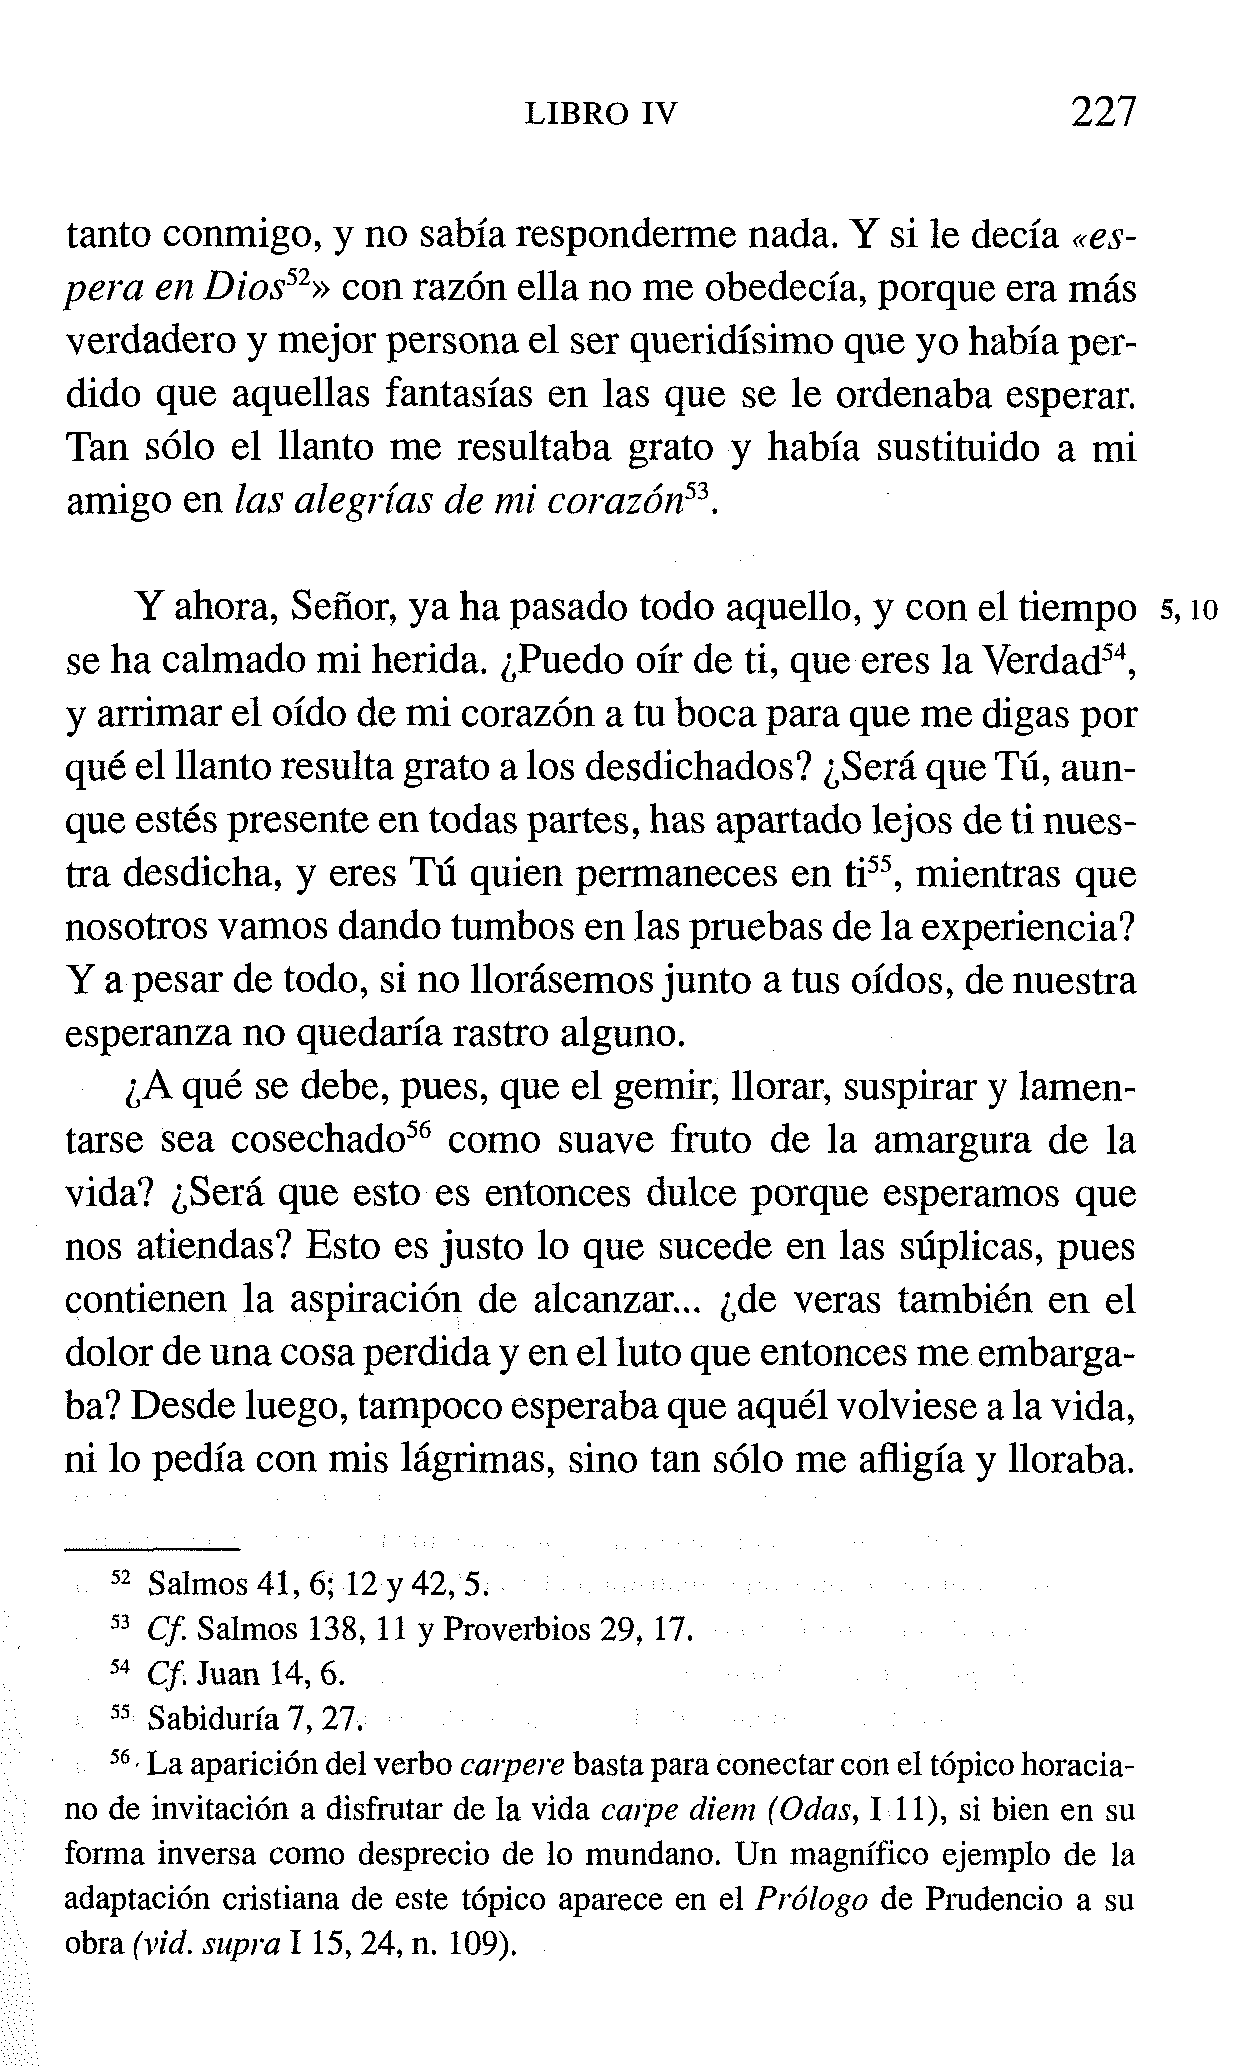 LIBRO IV 227
tanto conmigo, y no sabía responderme nada. Y si le decía «es-
pera en Dios⁵²» con razón ella no me obedecía, porque era más
verdadero y mejor persona el ser queridísimo que yo había per-
dido que aquellas fantasías en las que se le ordenaba esperar.
Tan sólo el llanto me resultaba grato y había sustituido a mi
amigo en las alegrías de mi corazón⁵³.
Y ahora, Señor, ya ha pasado todo aquello, y con el tiempo 5, 10
se ha calmado mi herida. ¿Puedo oír de ti, que eres la Verdad⁵⁴,
y arrimar el oído de mi corazón a tu boca para que me digas por
qué el llanto resulta grato a los desdichados? ¿Será que Tú, aun-
que estés presente en todas partes, has apartado lejos de ti nues-
tra desdicha, y eres Tú quien permaneces en ti⁵⁵, mientras que
nosotros vamos dando tumbos en las pruebas de la experiencia?
Y a pesar de todo, si no llorásemos junto a tus oídos, de nuestra
esperanza no quedaría rastro alguno.
¿A qué se debe, pues, que el gemir, llorar, suspirar y lamen-
tarse sea cosechado⁵⁶ como suave fruto de la amargura de la
vida? ¿Será que esto es entonces dulce porque esperamos que
nos atiendas? Esto es justo lo que sucede en las súplicas, pues
contienen la aspiración de alcanzar... ¿de veras también en el
dolor de una cosa perdida y en el luto que entonces me embarga-
ba? Desde luego, tampoco esperaba que aquél volviese a la vida,
ni lo pedía con mis lágrimas, sino tan sólo me afligía y lloraba.
⁵² Salmos 41, 6; 12 y 42, 5.
⁵³ Cf. Salmos 138, 11 y Proverbios 29, 17.
⁵⁴ Cf. Juan 14, 6.
⁵⁵ Sabiduría 7, 27.
⁵⁶ La aparición del verbo carpere basta para conectar con el tópico horacia-
no de invitación a disfrutar de la vida carpe diem (Odas, I 11), si bien en su
forma inversa como desprecio de lo mundano. Un magnífico ejemplo de la
adaptación cristiana de este tópico aparece en el Prólogo de Prudencio a su
obra (vid. supra I 15, 24, n. 109).